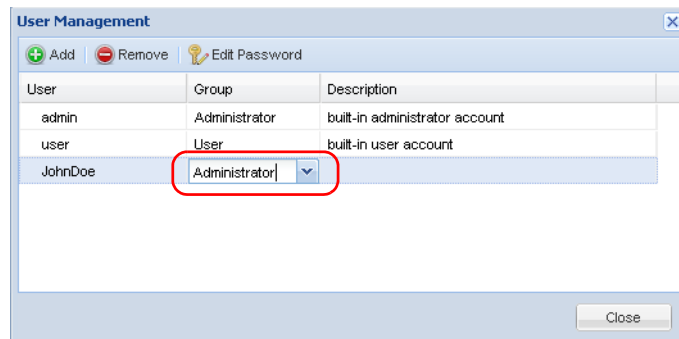 User Management
Add Remove Edit Password
User Group Description
admin Administrator built-in administrator account
user User built-in user account
JohnDoe Administrator
Close